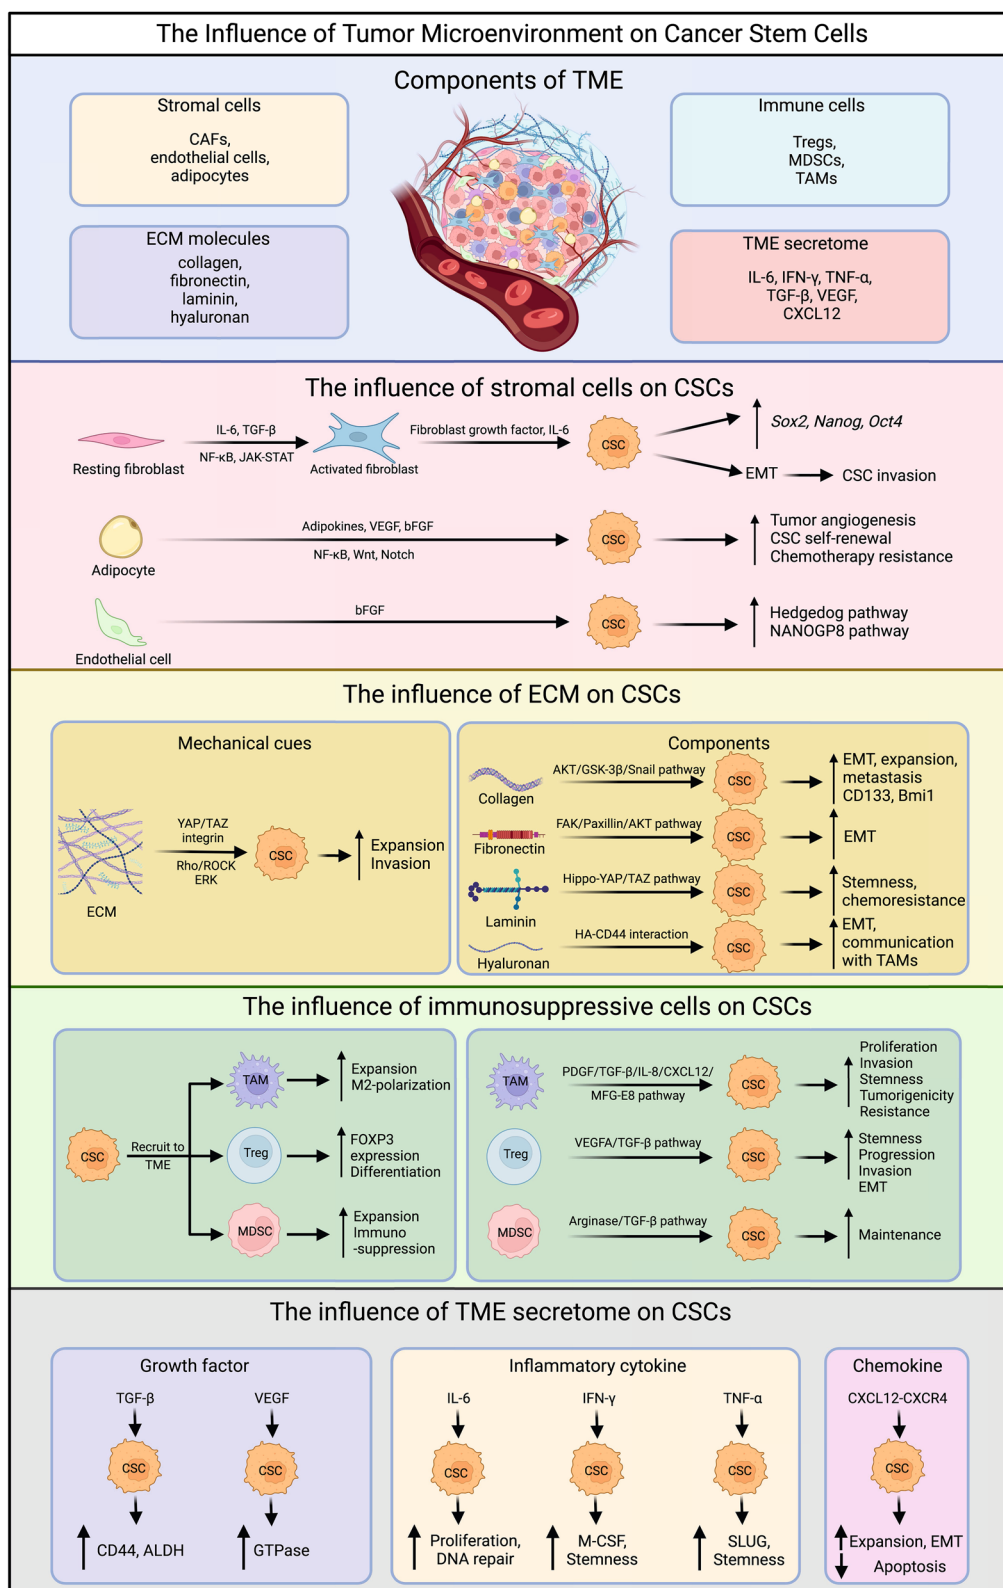 The Influence of Tumor Microenvironment on Cancer Stem Cells
Components of TME
Stromal cells
CAFs,
endothelial cells,
adipocytes
Immune cells
Tregs,
MDSCs,
TAMs
ECM molecules
collagen,
fibronectin,
laminin,
hyaluronan
TME secretome
IL-6, IFN-γ, TNF-α,
TGF-β, VEGF,
CXCL12
The influence of stromal cells on CSCs
Resting fibroblast
IL-6, TGF-β
NF-κB, JAK-STAT
Activated fibroblast
Fibroblast growth factor, IL-6
CSC
Sox2, Nanog, Oct4
EMT
CSC invasion
Adipocyte
Adipokines, VEGF, bFGF
NF-κB, Wnt, Notch
CSC
Tumor angiogenesis
CSC self-renewal
Chemotherapy resistance
Endothelial cell
bFGF
CSC
Hedgedog pathway
NANOGP8 pathway
The influence of ECM on CSCs
Mechanical cues
ECM
YAP/TAZ
integrin
Rho/ROCK
ERK
CSC
Expansion
Invasion
Components
Collagen
AKT/GSK-3β/Snail pathway
CSC
EMT, expansion,
metastasis
CD133, Bmi1
Fibronectin
FAK/Paxillin/AKT pathway
CSC
EMT
Laminin
Hippo-YAP/TAZ pathway
CSC
Stemness,
chemoresistance
Hyaluronan
HA-CD44 interaction
CSC
EMT,
communication
with TAMs
The influence of immunosuppressive cells on CSCs
CSC
Recruit to
TME
TAM
Expansion
M2-polarization
Treg
FOXP3
expression
Differentiation
MDSC
Expansion
Immuno
-suppression
TAM
PDGF/TGF-β/IL-8/CXCL12/
MFG-E8 pathway
CSC
Proliferation
Invasion
Stemness
Tumorigenicity
Resistance
Treg
VEGFA/TGF-β pathway
CSC
Stemness
Progression
Invasion
EMT
MDSC
Arginase/TGF-β pathway
CSC
Maintenance
The influence of TME secretome on CSCs
Growth factor
TGF-β
CSC
CD44, ALDH
VEGF
CSC
GTPase
Inflammatory cytokine
IL-6
CSC
Proliferation,
DNA repair
IFN-γ
CSC
M-CSF,
Stemness
TNF-α
CSC
SLUG,
Stemness
Chemokine
CXCL12-CXCR4
CSC
Expansion, EMT
Apoptosis